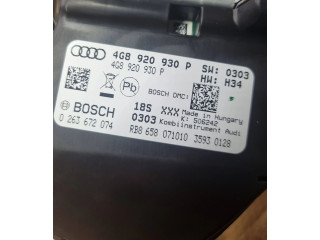 4G8 920 930 P SW: 0303
4G8 920 930 P HW: H34
Pb
BOSCH DMC:
BOSCH 18S XXX Made in Hungary
K: 506242
0 263 672 074 0303 Kombiinstrument Audi
RB8 658 071010 3593 0128